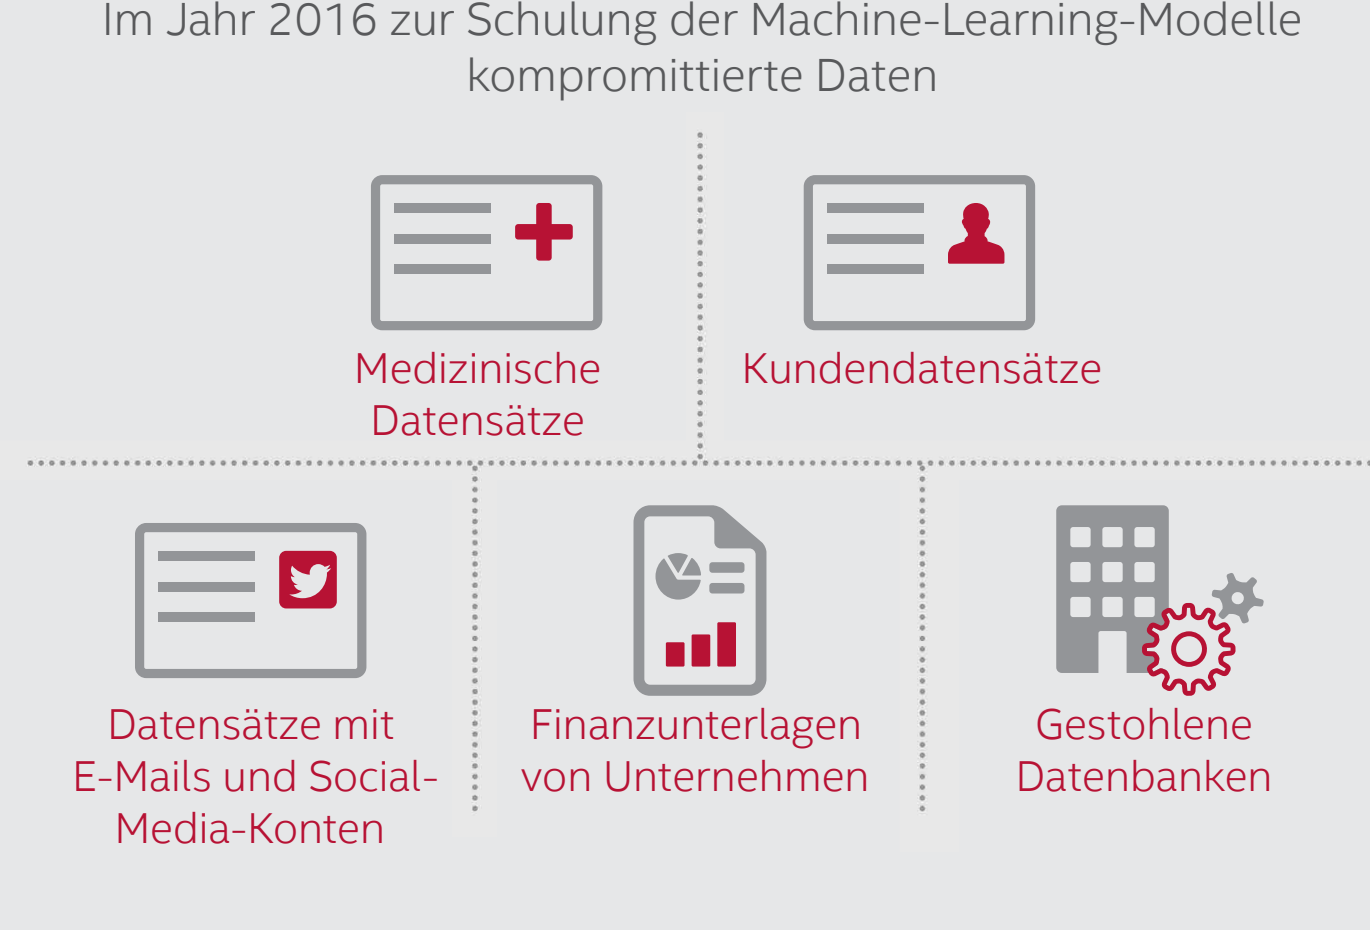 Im Jahr 2016 zur Schulung der Machine-Learning-Modelle
kompromittierte Daten
Medizinische
Datensätze
Kundendatensätze
Datensätze mit
E-Mails und Social-
Media-Konten
Finanzunterlagen
von Unternehmen
Gestohlene
Datenbanken